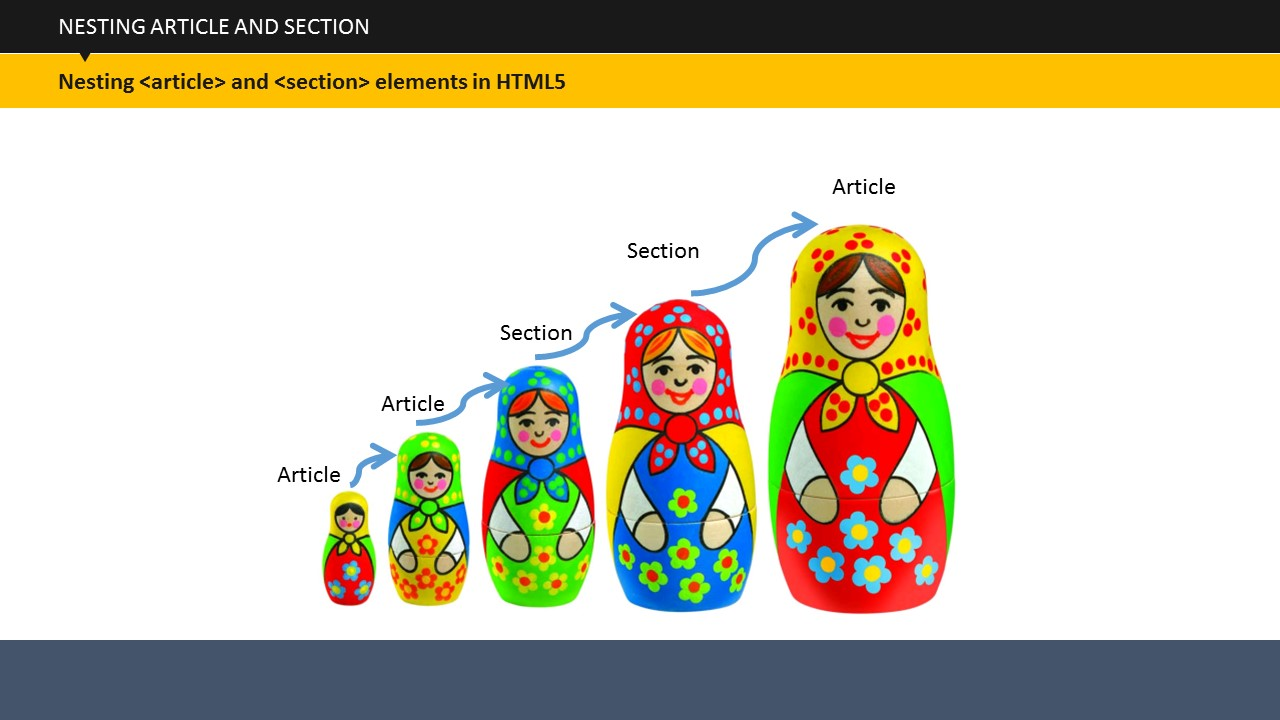 NESTING ARTICLE AND SECTION
Nesting <article> and <section> elements in HTML5
Article
Section
Section
Article
Article